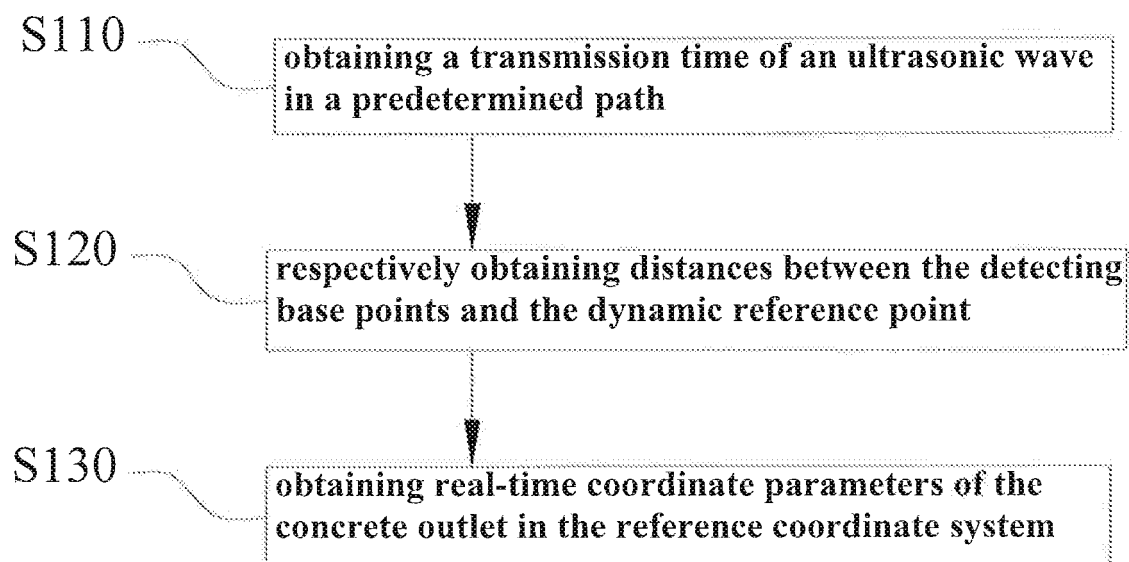 S110
obtaining a transmission time of an ultrasonic wave
in a predetermined path
S120
respectively obtaining distances between the detecting
base points and the dynamic reference point
S130
obtaining real-time coordinate parameters of the
concrete outlet in the reference coordinate system